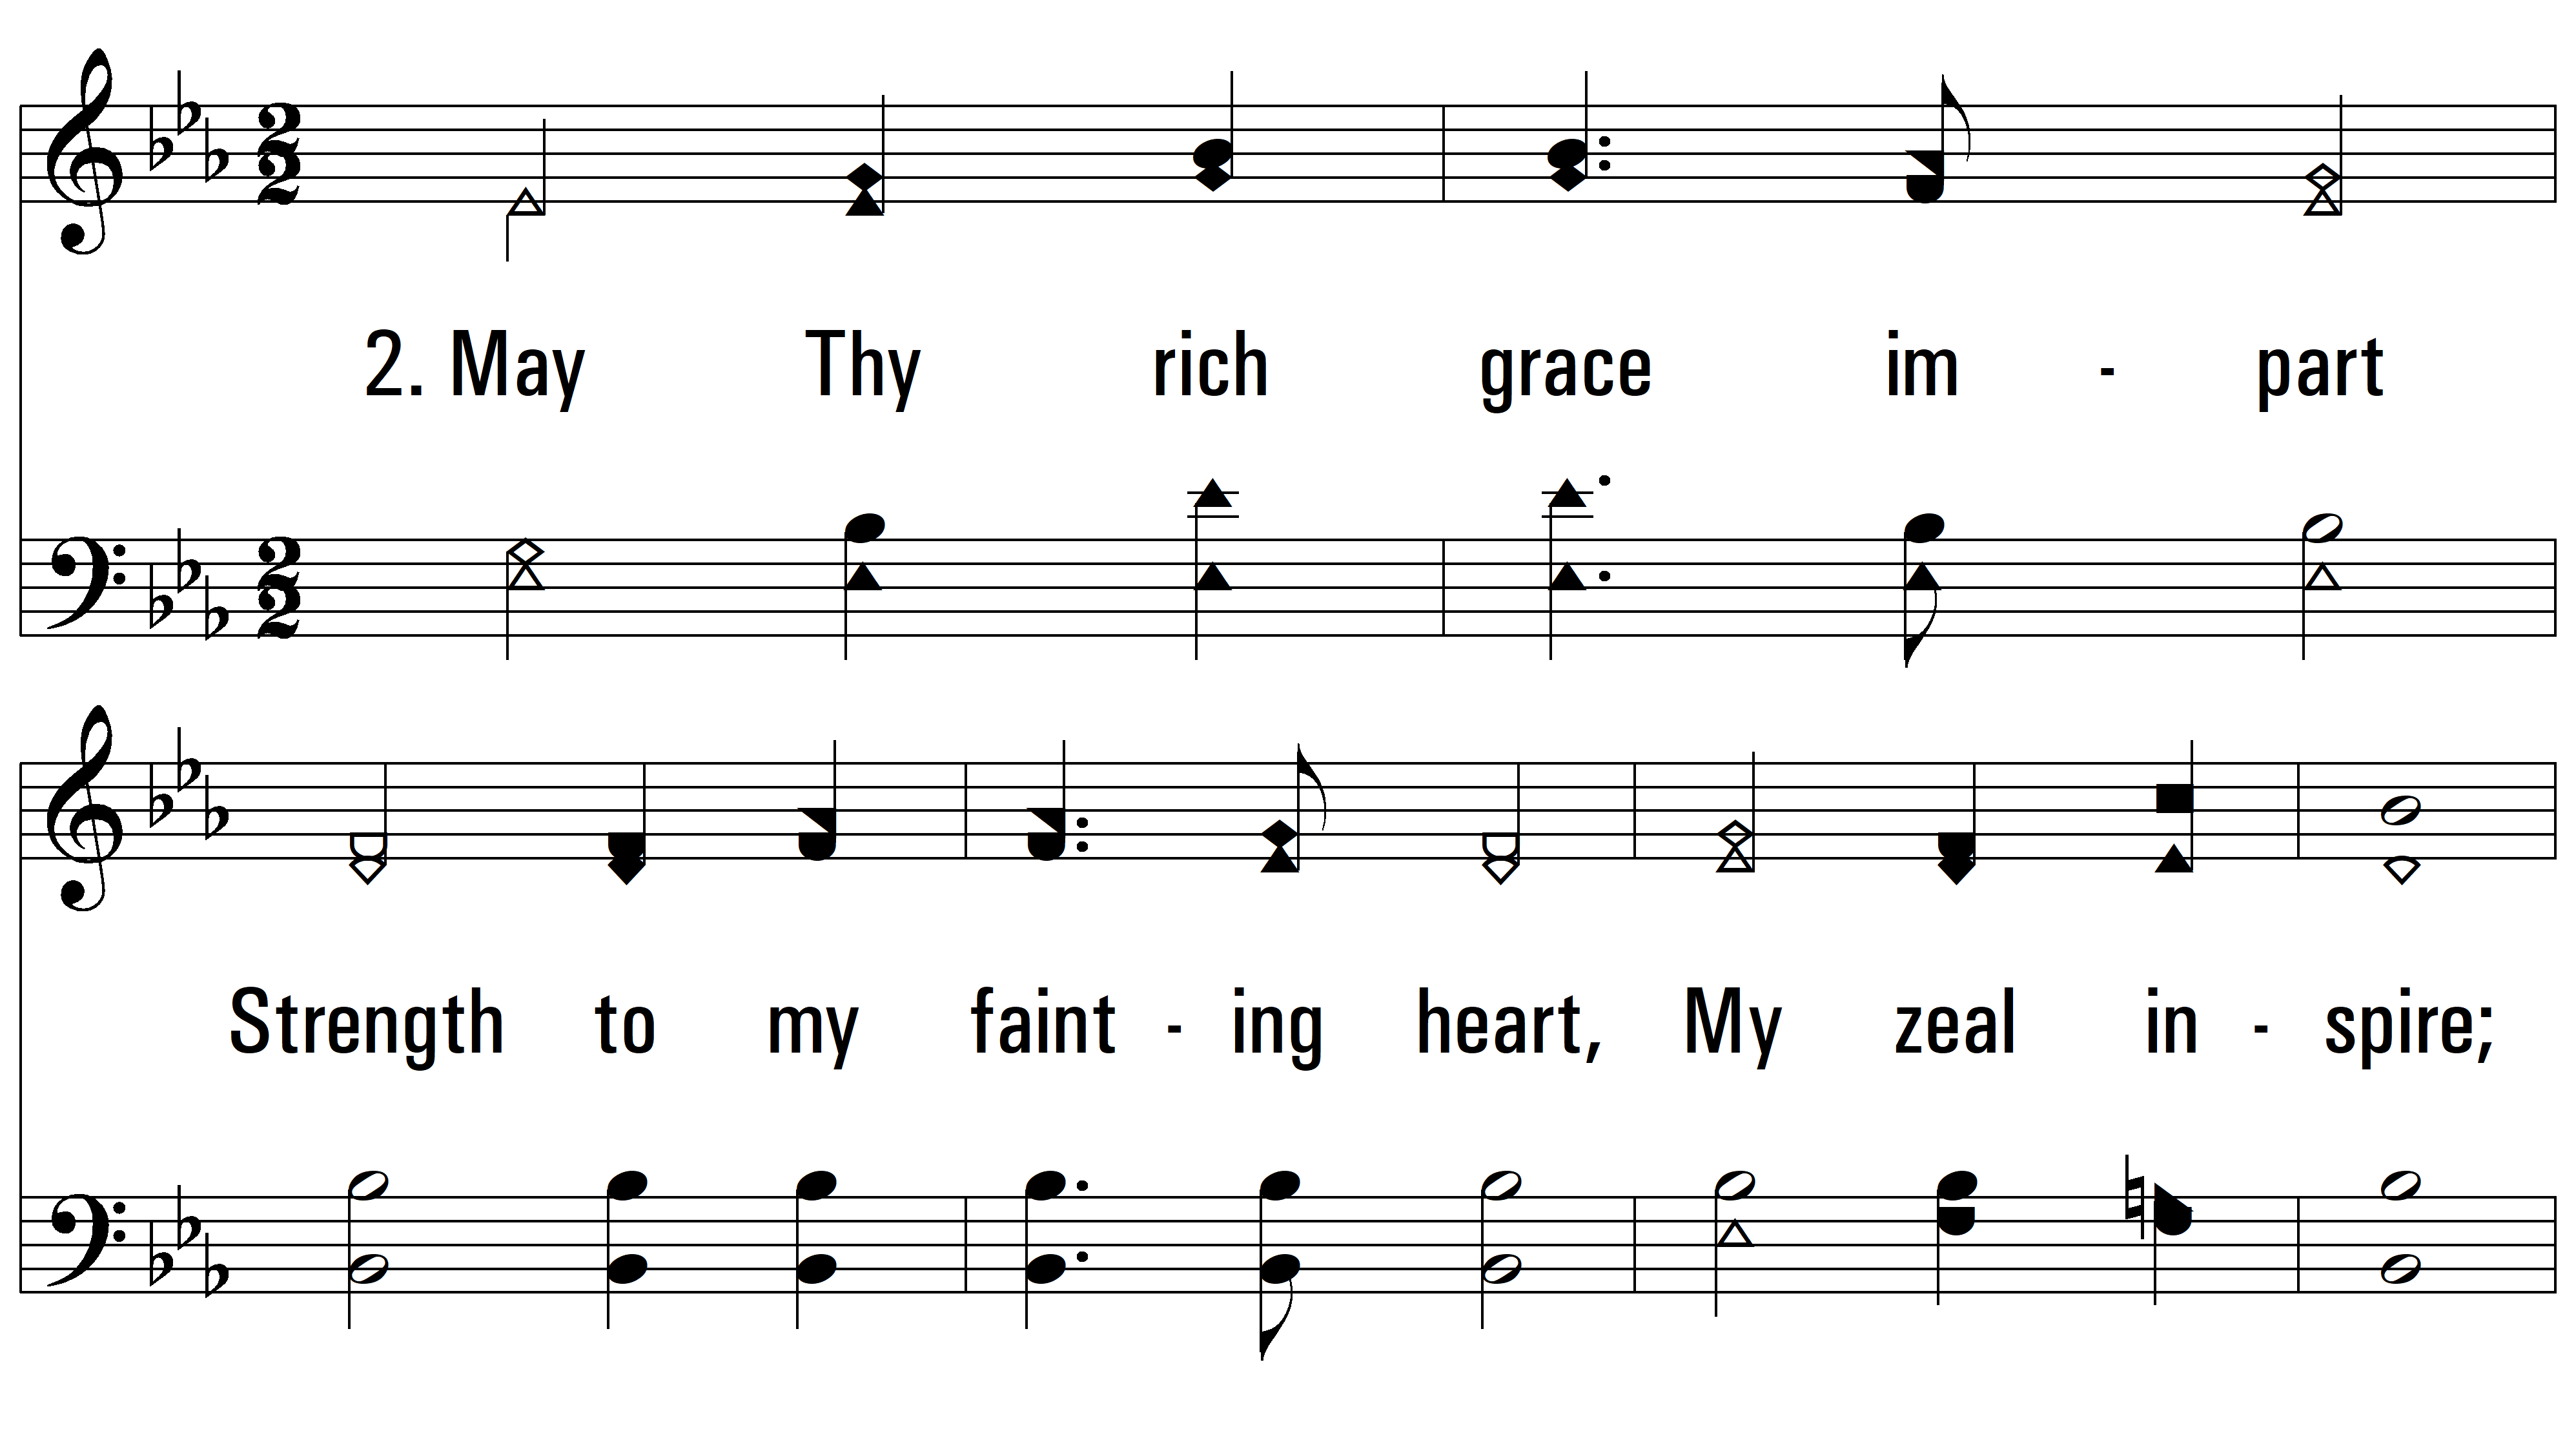 2. May Thy rich grace im - part
Strength to my faint - ing heart, My zeal in - spire;